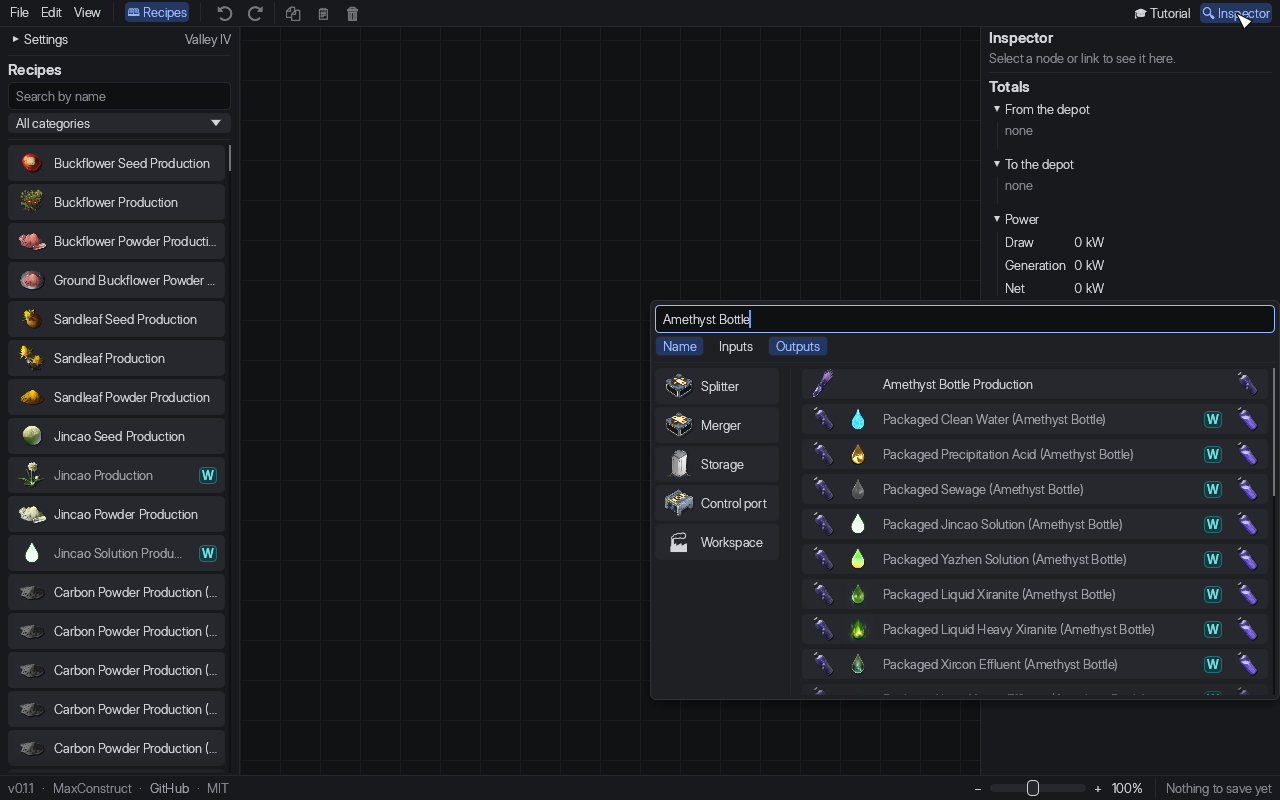 File Edit View Recipes Tutorial Inspector
Settings Valley IV
Recipes
Search by name
All categories
Buckflower Seed Production
Buckflower Production
Buckflower Powder Producti...
Ground Buckflower Powder ...
Sandleaf Seed Production
Sandleaf Production
Sandleaf Powder Production
Jincao Seed Production
Jincao Production W
Jincao Powder Production
Jincao Solution Produ... W
Carbon Powder Production (...
Carbon Powder Production (...
Carbon Powder Production (...
Carbon Powder Production (...
Carbon Powder Production (...
Inspector
Select a node or link to see it here.
Totals
From the depot
none
To the depot
none
Power
Draw 0 kW
Generation 0 kW
Net 0 kW
Amethyst Bottle
Name Inputs Outputs
Splitter
Merger
Storage
Control port
Workspace
Amethyst Bottle Production
Packaged Clean Water (Amethyst Bottle) W
Packaged Precipitation Acid (Amethyst Bottle) W
Packaged Sewage (Amethyst Bottle) W
Packaged Jincao Solution (Amethyst Bottle) W
Packaged Yazhen Solution (Amethyst Bottle) W
Packaged Liquid Xiranite (Amethyst Bottle) W
Packaged Liquid Heavy Xiranite (Amethyst Bottle) W
Packaged Xircon Effluent (Amethyst Bottle) W
v0.1.1 · MaxConstruct · GitHub · MIT
− + 100% Nothing to save yet